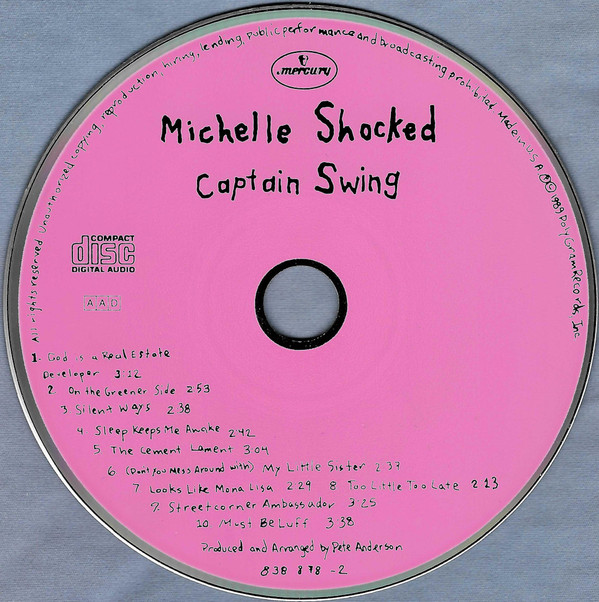 All rights reserved Unauthorized copying, reproduction, hiring, lending, public performance and broadcasting prohibited Made in USA ℗ © 1989 PolyGram Records, Inc
mercury
Michelle Shocked
Captain Swing
COMPACT
disc
DIGITAL AUDIO
AAD
1. God is a Real Estate
Developer 3:12
2 On the Greener Side 2 53
3 Silent Ways 2 38
4 Sleep Keeps Me Awake 2 42
5 The Cement Lament 3 04
6 (Don't You Mess Around with) My Little Sister 2 37
7 Looks Like Mona Lisa 2 29 8 Too Little Too Late 2 13
9. Streetcorner Ambassador 3 25
10 Must Be Luff 3 38
Produced and Arranged by Pete Anderson
838 878 - 2